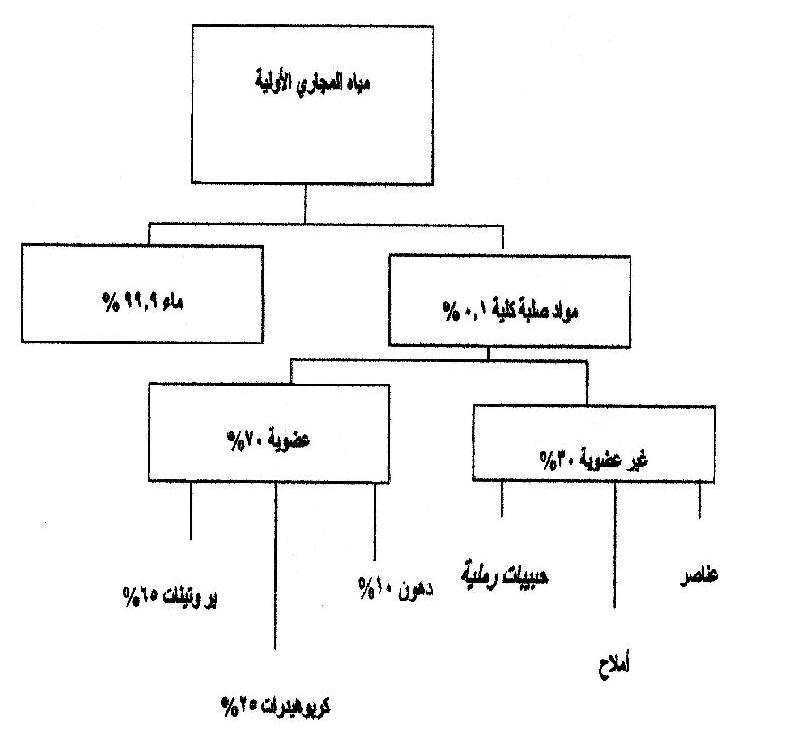 مياه المجاري الأولية
مواد صلبة كلية ٠,١ %
ماء ٩٩,٩ %
غير عضوية ٣٠%
عضوية ٧٠%
عناصر
حبيبات رملية
أملاح
دهون ١٠%
بروتينات ٦٥%
كربوهيدرات ٢٥%